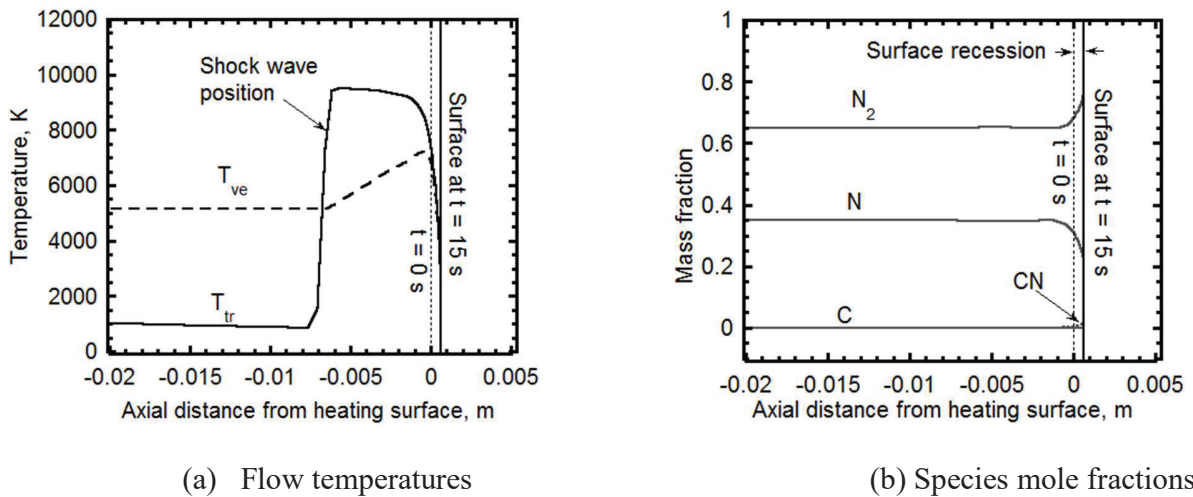 12000
10000
8000
6000
4000
2000
0
Temperature, K
Shock wave
position
T_ve
T_tr
t = 0 s
Surface at t = 15 s
-0.02 -0.015 -0.01 -0.005 0 0.005
Axial distance from heating surface, m
(a) Flow temperatures
1
0.8
0.6
0.4
0.2
0
Mass fraction
Surface recession
N_2
N
C
CN
t = 0 s
Surface at t = 15 s
-0.02 -0.015 -0.01 -0.005 0 0.005
Axial distance from heating surface, m
(b) Species mole fractions